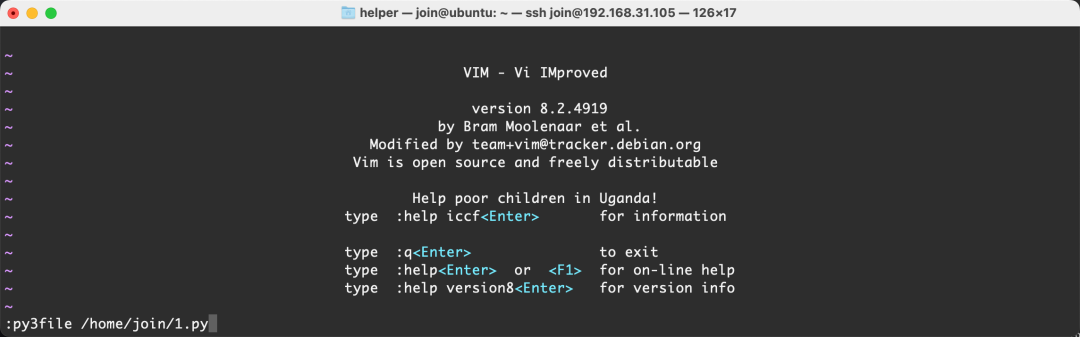 helper — join@ubuntu: ~ — ssh join@192.168.31.105 — 126×17
~
~ VIM - Vi IMproved
~
~ version 8.2.4919
~ by Bram Moolenaar et al.
~ Modified by team+vim@tracker.debian.org
~ Vim is open source and freely distributable
~
~ Help poor children in Uganda!
~ type :help iccf<Enter> for information
~
~ type :q<Enter> to exit
~ type :help<Enter> or <F1> for on-line help
~ type :help version8<Enter> for version info
~
:py3file /home/join/1.py